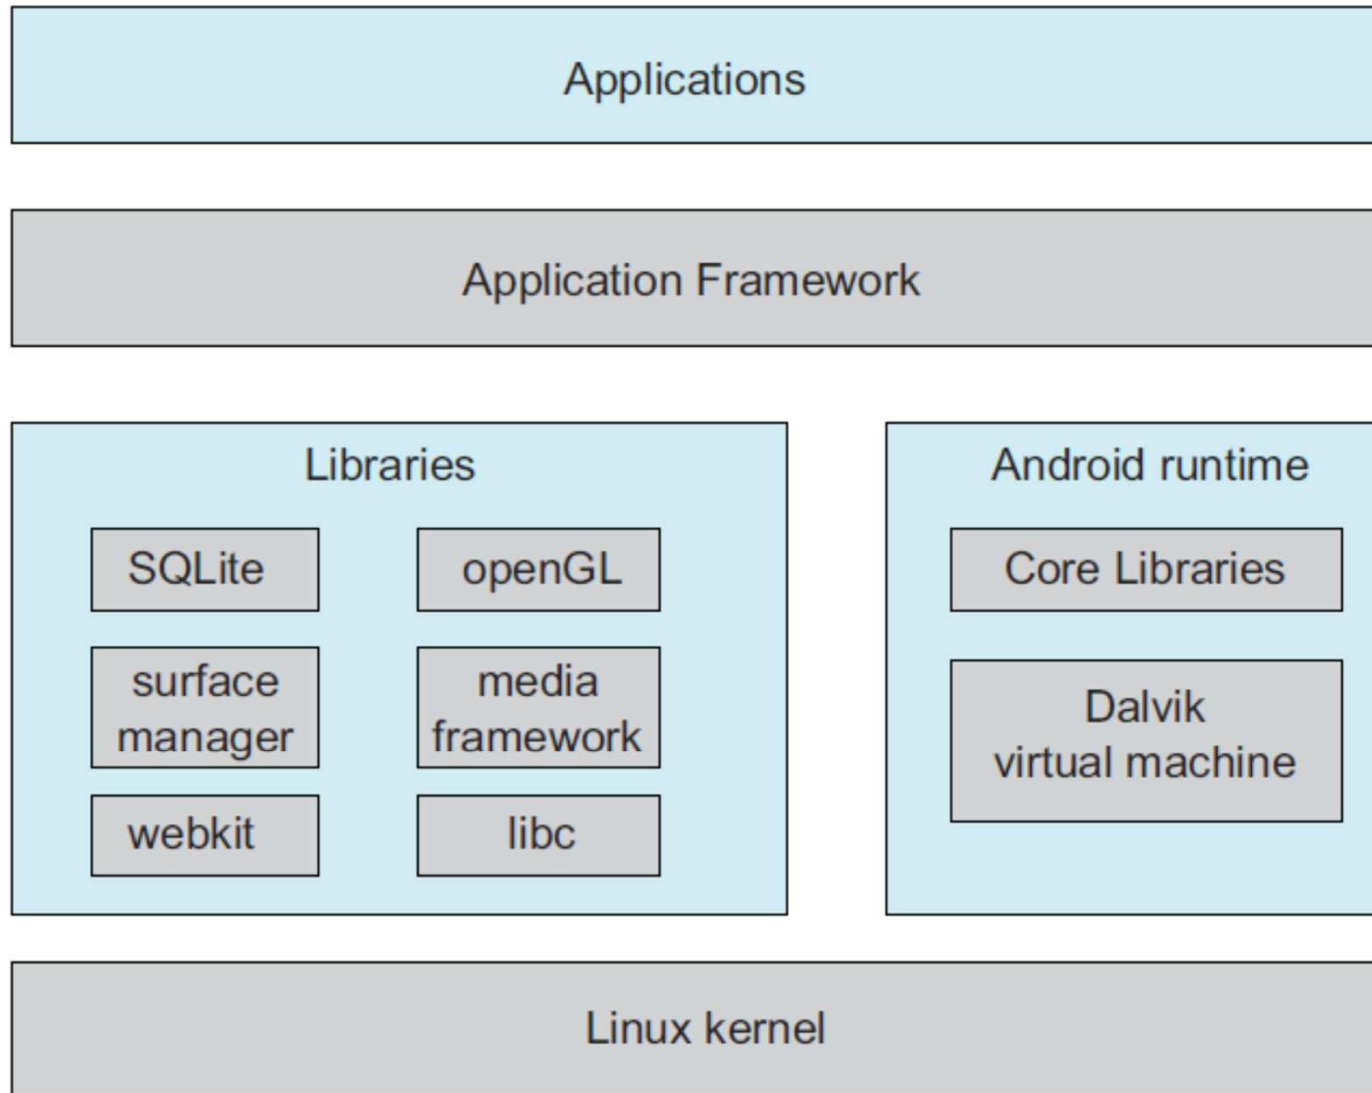 Applications
Application Framework
Libraries
SQLite
openGL
surface
manager
media
framework
webkit
libc
Android runtime
Core Libraries
Dalvik
virtual machine
Linux kernel